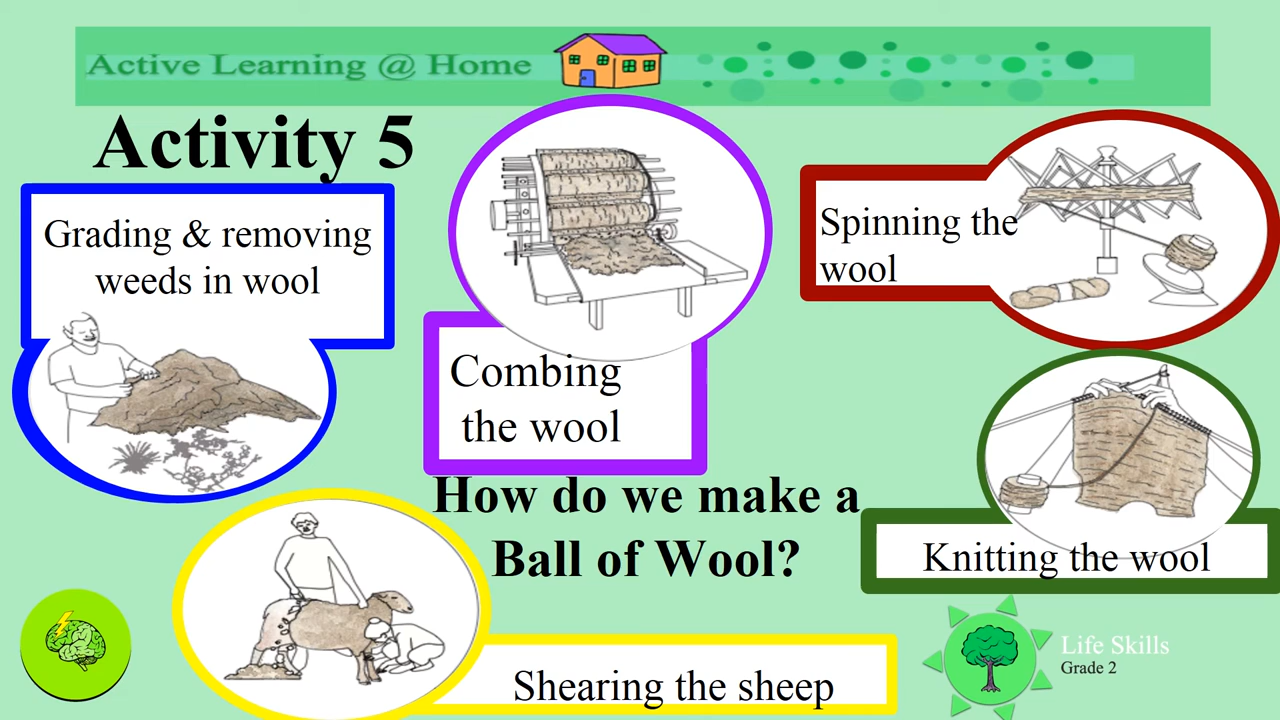 Active Learning @ Home
Activity 5
Grading & removing
weeds in wool
Combing
the wool
Spinning the
wool
Knitting the wool
How do we make a
Ball of Wool?
Shearing the sheep
Life Skills
Grade 2